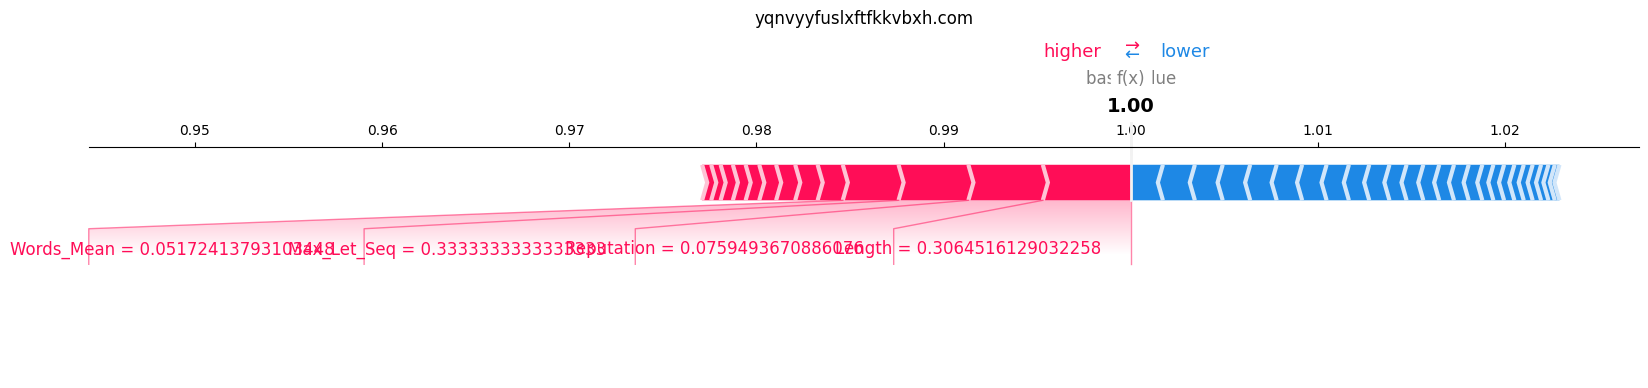 yqnvyyfuslxftfkkvbxh.com
higher ⇄ lower
f(x)
1.00
0.95 0.96 0.97 0.98 0.99 1.00 1.01 1.02
Words_Mean = 0.05172413793103448 Max_Let_Seq = 0.3333333333333333 Reputation = 0.0759493670886076 Length = 0.3064516129032258